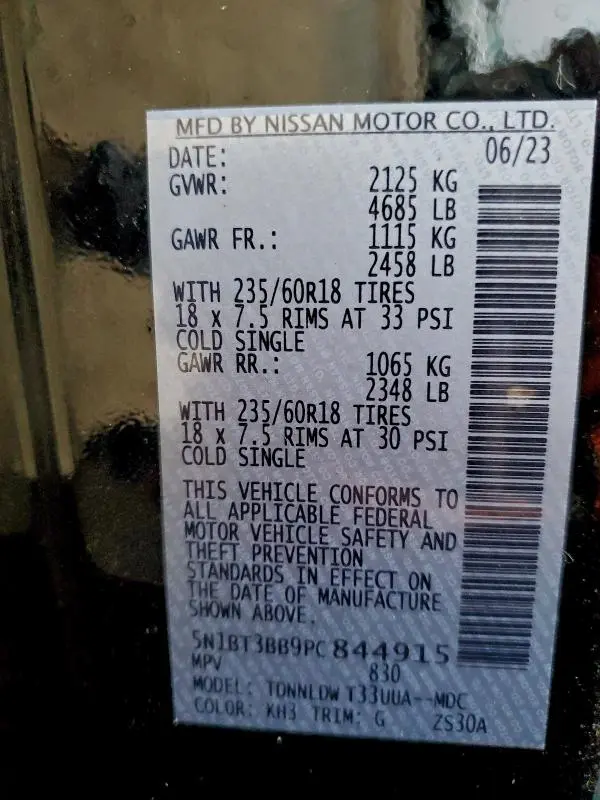 MFD BY NISSAN MOTOR CO., LTD.
DATE: 06/23
GVWR: 2125 KG
4685 LB
GAWR FR.: 1115 KG
2458 LB
WITH 235/60R18 TIRES
18 x 7.5 RIMS AT 33 PSI
COLD SINGLE
GAWR RR.: 1065 KG
2348 LB
WITH 235/60R18 TIRES
18 x 7.5 RIMS AT 30 PSI
COLD SINGLE
THIS VEHICLE CONFORMS TO
ALL APPLICABLE FEDERAL
MOTOR VEHICLE SAFETY AND
THEFT PREVENTION
STANDARDS IN EFFECT ON
THE DATE OF MANUFACTURE
SHOWN ABOVE.
5N1BT3BB9PC844915
MPV 830
MODEL: TDNNLDW T33UUA--MDC
COLOR: KH3 TRIM: G ZS30A